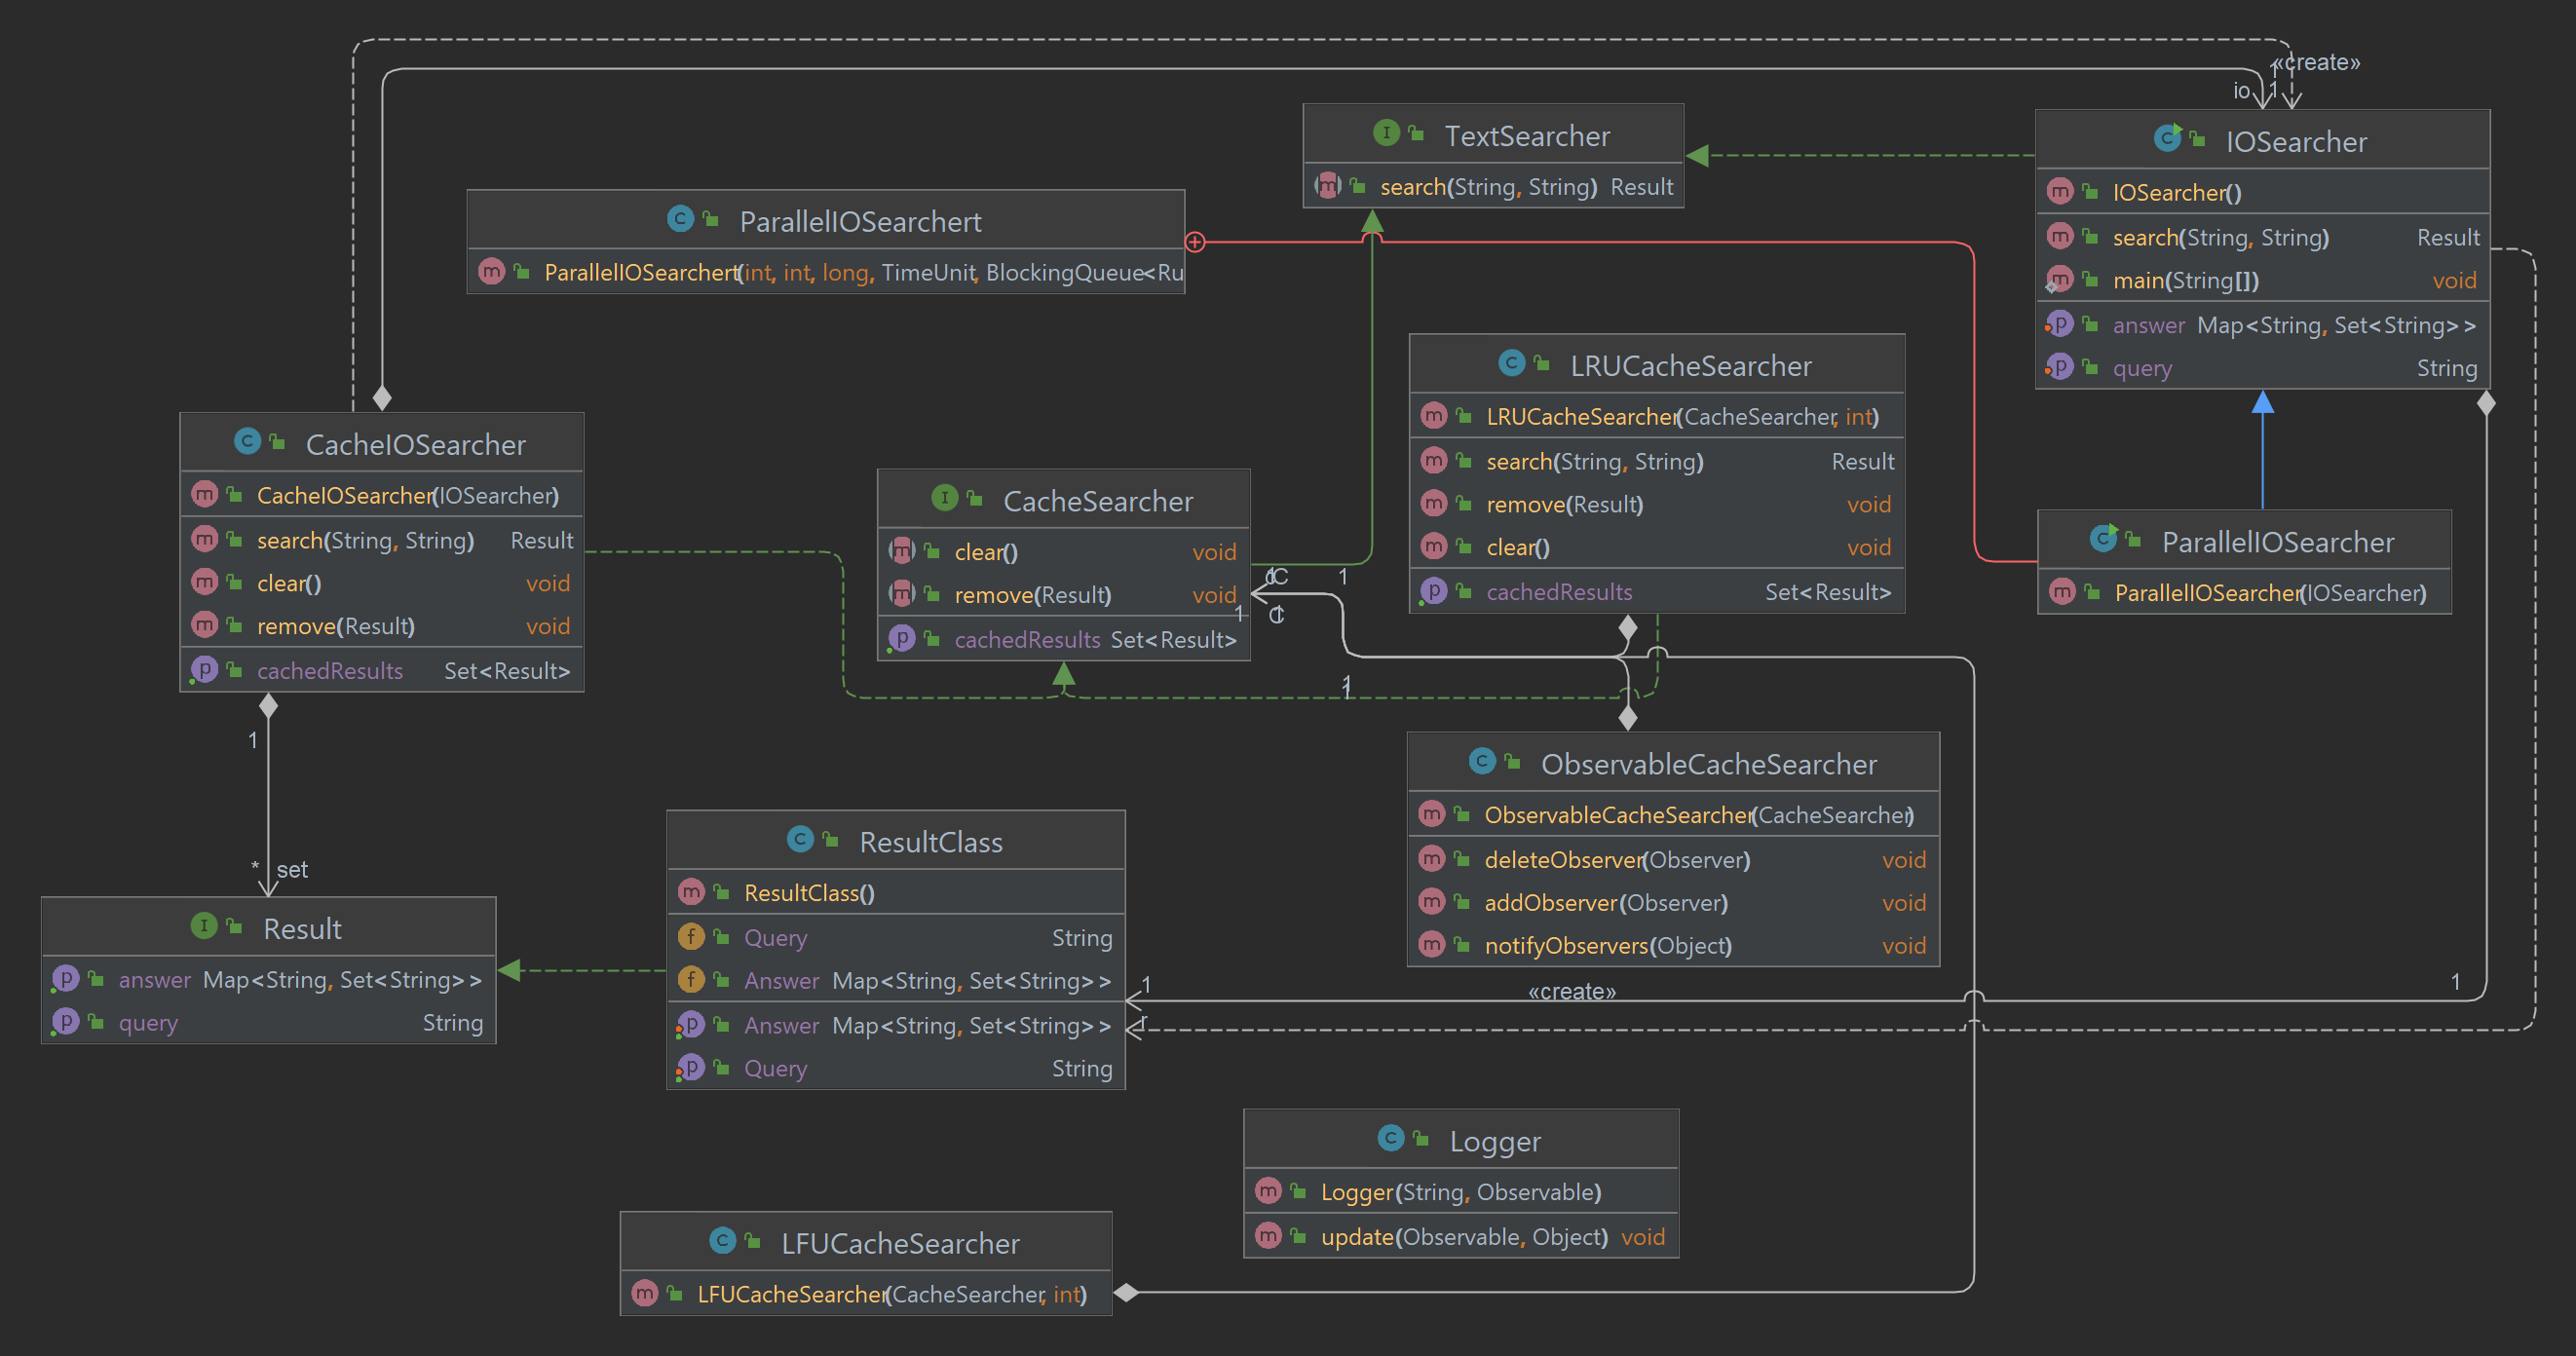 «create»
1
io 1
TextSearcher
search(String, String) Result
IOSearcher
IOSearcher()
search(String, String) Result
main(String[]) void
answer Map<String, Set<String>>
query String
ParallelIOSearchert
ParallelIOSearchert(int, int, long, TimeUnit, BlockingQueue<Ru
LRUCacheSearcher
LRUCacheSearcher(CacheSearcher, int)
search(String, String) Result
remove(Result) void
clear() void
cachedResults Set<Result>
CacheIOSearcher
CacheIOSearcher(IOSearcher)
search(String, String) Result
clear() void
remove(Result) void
cachedResults Set<Result>
CacheSearcher
clear() void
remove(Result) void
cachedResults Set<Result>
1
1
1
ParallelIOSearcher
ParallelIOSearcher(IOSearcher)
ObservableCacheSearcher
ObservableCacheSearcher(CacheSearcher)
deleteObserver(Observer) void
addObserver(Observer) void
notifyObservers(Object) void
1
* set
Result
answer Map<String, Set<String>>
query String
ResultClass
ResultClass()
Query String
Answer Map<String, Set<String>>
Answer Map<String, Set<String>>
Query String
1
«create»
1
r
Logger
Logger(String, Observable)
update(Observable, Object) void
LFUCacheSearcher
LFUCacheSearcher(CacheSearcher, int)